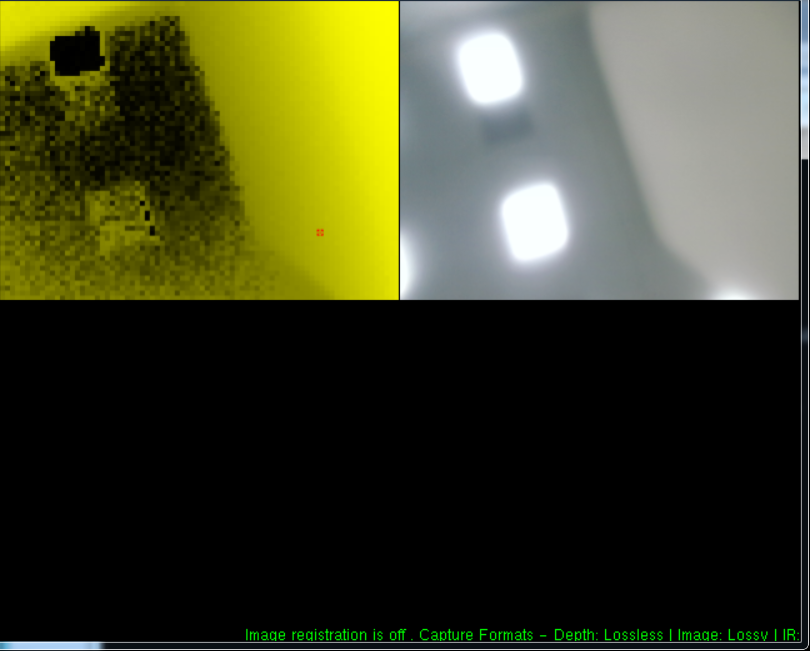 Image registration is off . Capture Formats - Depth: Lossless | Image: Lossy | IR: